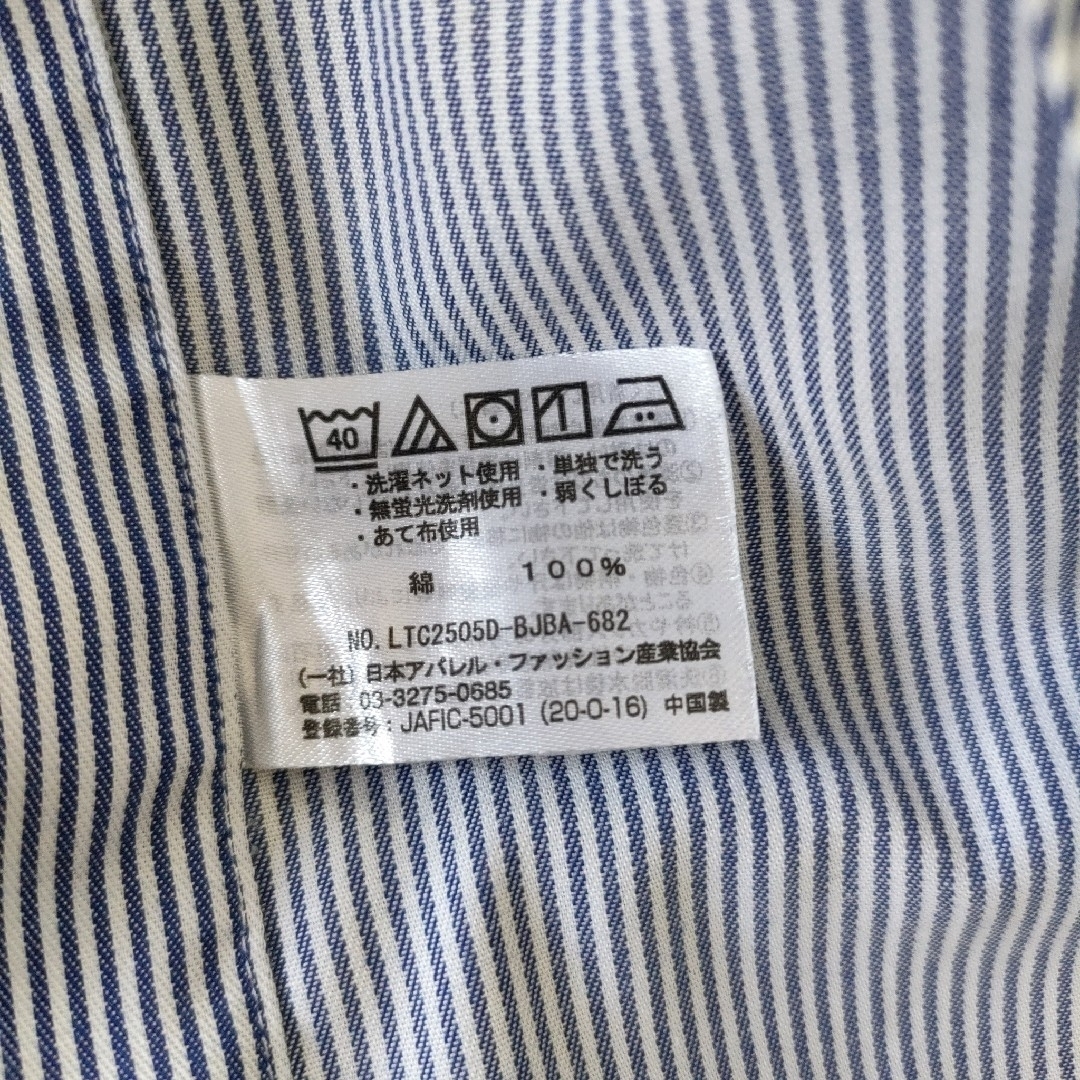 40
・洗濯ネット使用 ・単独で洗う
・無蛍光洗剤使用 ・弱くしぼる
・あて布使用
綿 100%
NO.LTC2505D-BJBA-682
(一社)日本アパレル・ファッション産業協会
電話:03-3275-0685
登録番号:JAFIC-5001 (20-0-16) 中国製